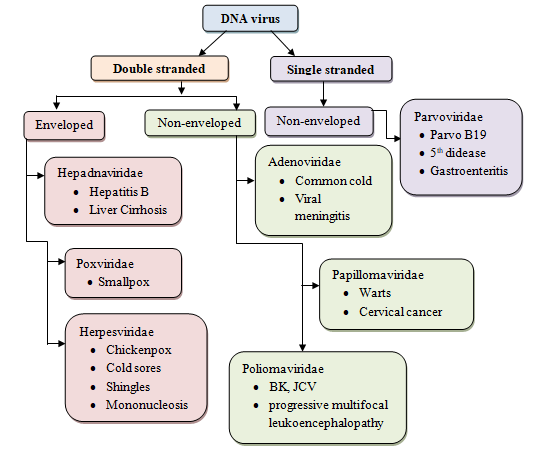 DNA virus
Double stranded
Single stranded
Enveloped
Non-enveloped
Non-enveloped
Parvoviridae
• Parvo B19
• 5th didease
• Gastroenteritis
Hepadnaviridae
• Hepatitis B
• Liver Cirrhosis
Adenoviridae
• Common cold
• Viral
meningitis
Poxviridae
• Smallpox
Papillomaviridae
• Warts
• Cervical cancer
Herpesviridae
• Chickenpox
• Cold sores
• Shingles
• Mononucleosis
Poliomaviridae
• BK, JCV
• progressive multifocal
leukoencephalopathy